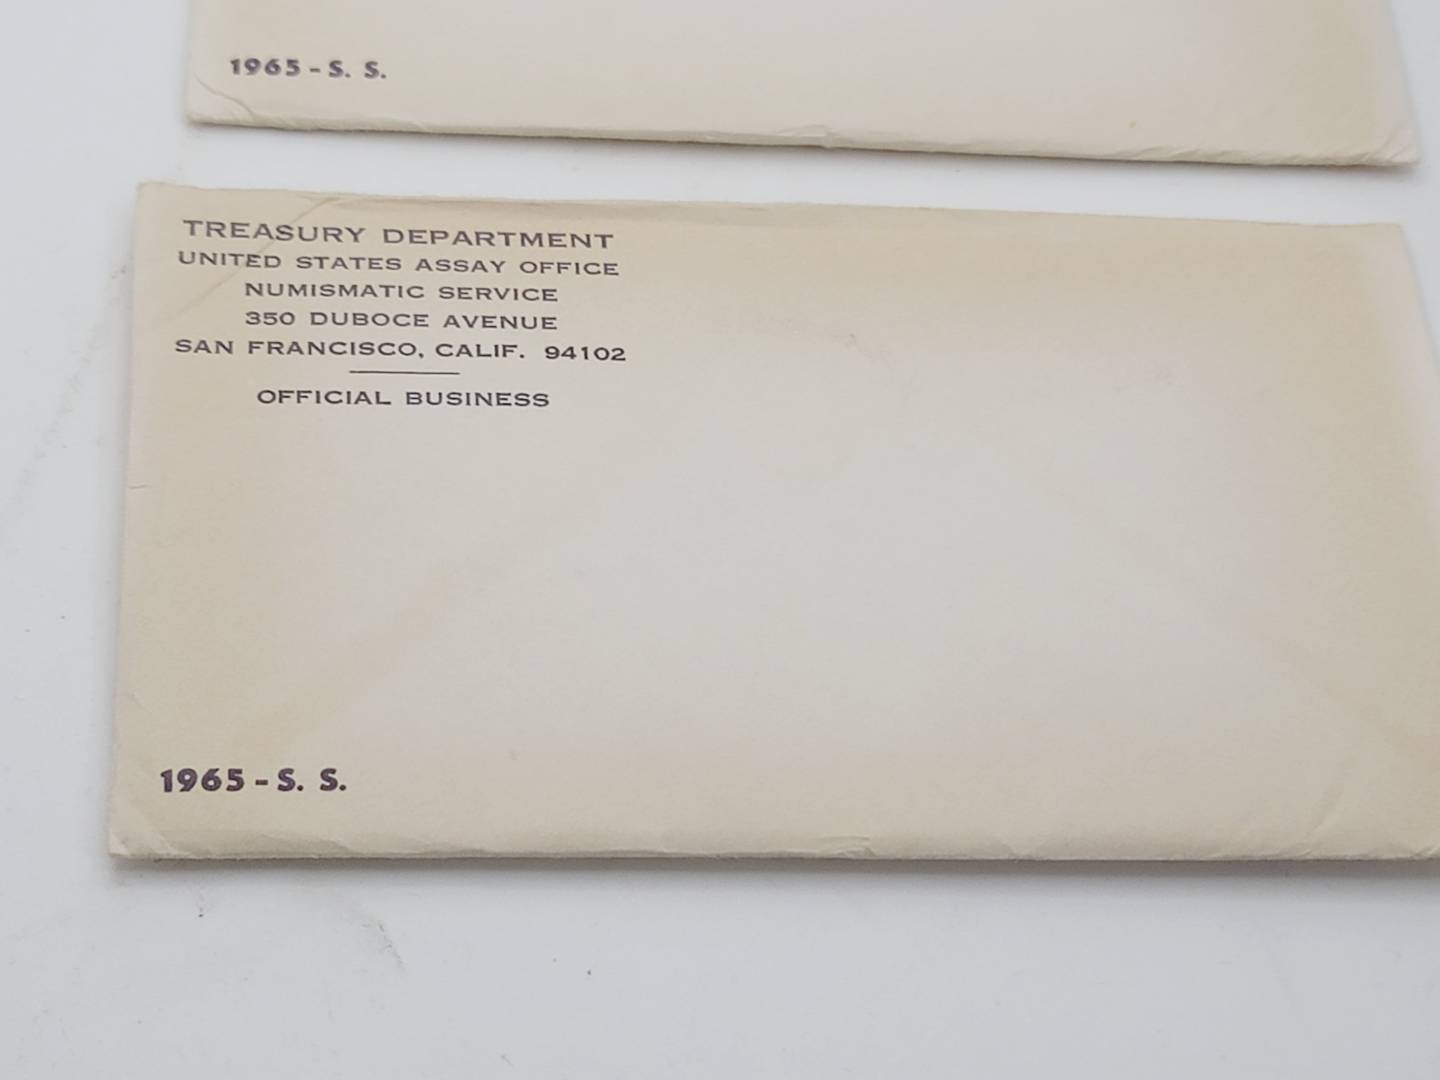 1965 - S. S.
TREASURY DEPARTMENT
UNITED STATES ASSAY OFFICE
NUMISMATIC SERVICE
350 DUBOCE AVENUE
SAN FRANCISCO, CALIF. 94102
OFFICIAL BUSINESS
1965 - S. S.